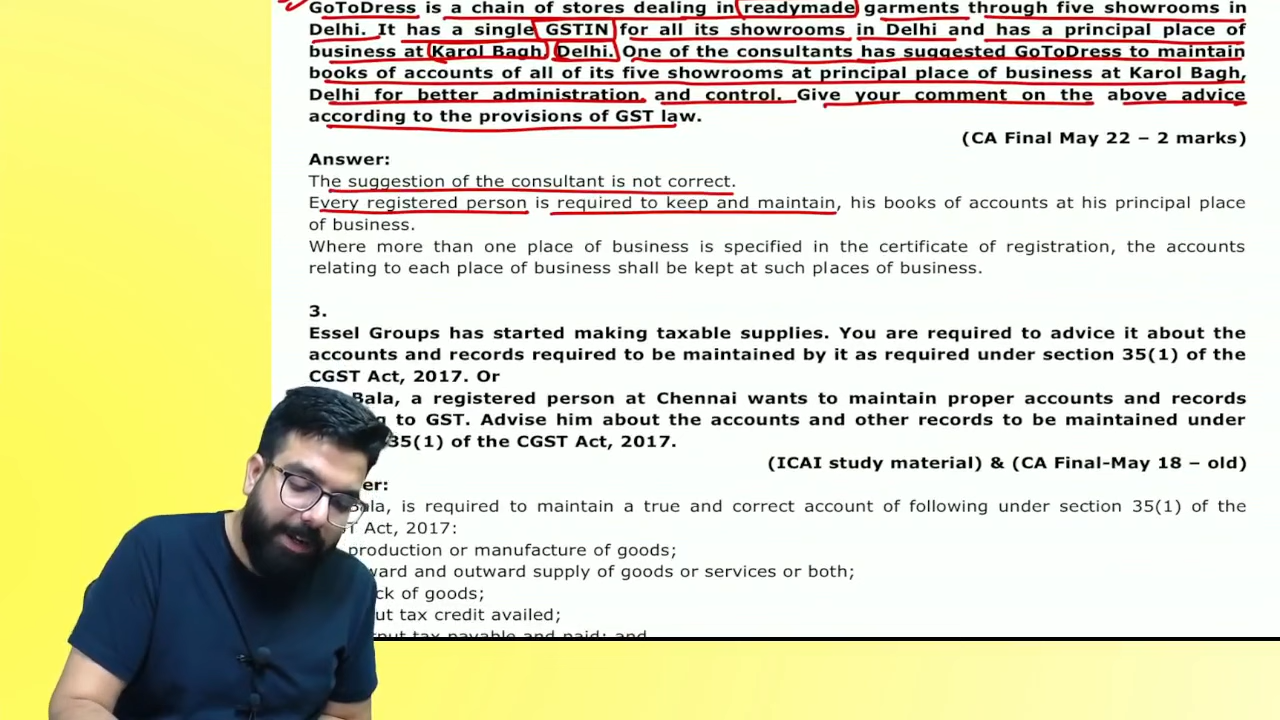 GoToDress is a chain of stores dealing in readymade garments through five showrooms in
Delhi. It has a single GSTIN for all its showrooms in Delhi and has a principal place of
business at Karol Bagh, Delhi. One of the consultants has suggested GoToDress to maintain
books of accounts of all of its five showrooms at principal place of business at Karol Bagh,
Delhi for better administration and control. Give your comment on the above advice
according to the provisions of GST law.
(CA Final May 22 – 2 marks)
Answer:
The suggestion of the consultant is not correct.
Every registered person is required to keep and maintain, his books of accounts at his principal place
of business.
Where more than one place of business is specified in the certificate of registration, the accounts
relating to each place of business shall be kept at such places of business.
3.
Essel Groups has started making taxable supplies. You are required to advice it about the
accounts and records required to be maintained by it as required under section 35(1) of the
CGST Act, 2017. Or
Bala, a registered person at Chennai wants to maintain proper accounts and records
to GST. Advise him about the accounts and other records to be maintained under
35(1) of the CGST Act, 2017.
(ICAI study material) & (CA Final-May 18 – old)
Bala, is required to maintain a true and correct account of following under section 35(1) of the
Act, 2017:
production or manufacture of goods;
and outward supply of goods or services or both;
of goods;
tax credit availed;
tax payable and paid; and